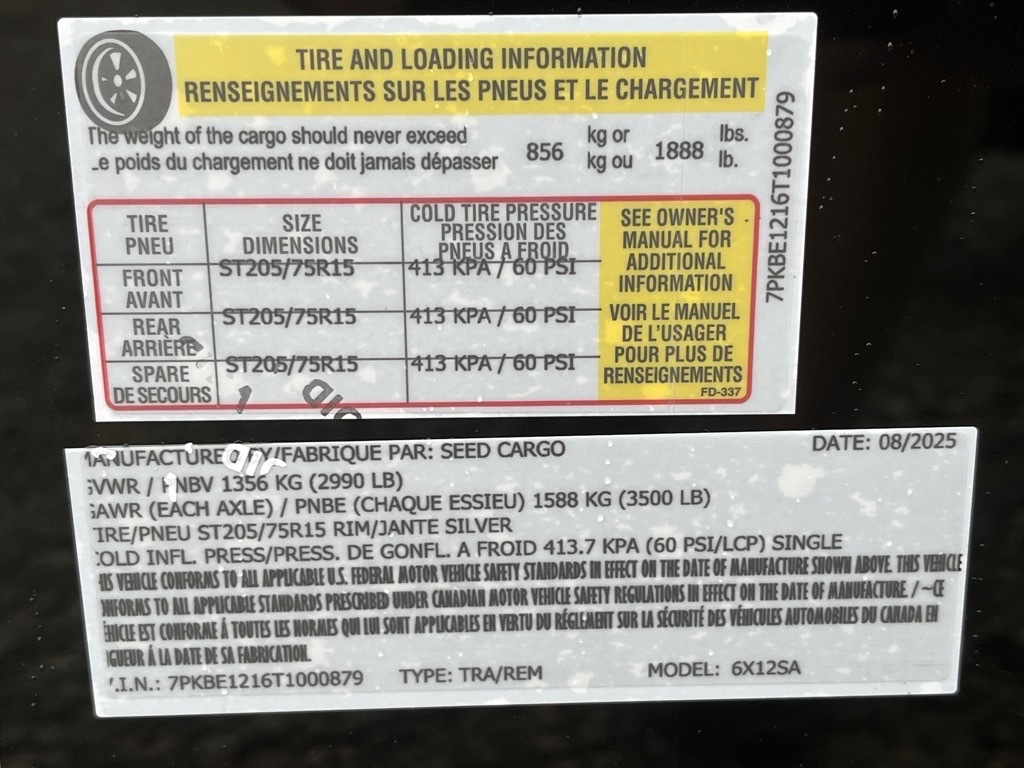 TIRE AND LOADING INFORMATION
RENSEIGNEMENTS SUR LES PNEUS ET LE CHARGEMENT
The weight of the cargo should never exceed 856 kg or 1888 lbs.
Le poids du chargement ne doit jamais dépasser kg ou lb.
7PKBE1216T1000879
TIRE
PNEU
SIZE
DIMENSIONS
COLD TIRE PRESSURE
PRESSION DES
PNEUS A FROID
FRONT
AVANT
ST205/75R15
413 KPA / 60 PSI
REAR
ARRIÈRE
ST205/75R15
413 KPA / 60 PSI
SPARE
DE SECOURS
ST205/75R15
413 KPA / 60 PSI
SEE OWNER'S
MANUAL FOR
ADDITIONAL
INFORMATION
VOIR LE MANUEL
DE L'USAGER
POUR PLUS DE
RENSEIGNEMENTS
FD-337
MANUFACTURED BY/FABRIQUE PAR: SEED CARGO
DATE: 08/2025
GVWR / PNBV 1356 KG (2990 LB)
GAWR (EACH AXLE) / PNBE (CHAQUE ESSIEU) 1588 KG (3500 LB)
TIRE/PNEU ST205/75R15 RIM/JANTE SILVER
COLD INFL. PRESS/PRESS. DE GONFL. A FROID 413.7 KPA (60 PSI/LCP) SINGLE
HIS VEHICLE CONFORMS TO ALL APPLICABLE U.S. FEDERAL MOTOR VEHICLE SAFETY STANDARDS IN EFFECT ON THE DATE OF MANUFACTURE SHOWN ABOVE. THIS VEHICLE
NFORMS TO ALL APPLICABLE STANDARDS PRESCRIBED UNDER CANADIAN MOTOR VEHICLE SAFETY REGULATIONS IN EFFECT ON THE DATE OF MANUFACTURE. / ~CE
ÉHICLE EST CONFORME À TOUTES LES NORMES QUI LUI SONT APPLICABLES EN VERTU DU RÉGLEMENT SUR LA SÉCURITÉ DES VÉHICULES AUTOMOBILES DU CANADA EN
IGUEUR À LA DATE DE SA FABRICATION.
V.I.N.: 7PKBE1216T1000879
TYPE: TRA/REM
MODEL: 6X12SA